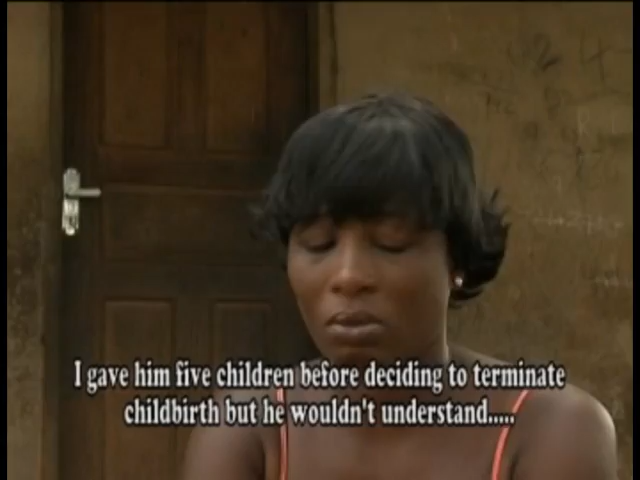 I gave him five children before deciding to terminate
childbirth but he wouldn't understand.....